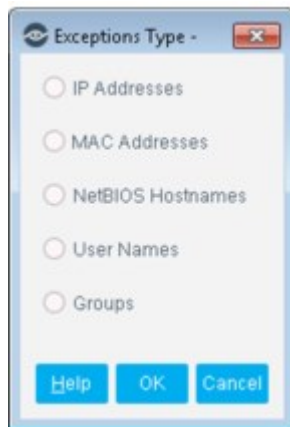 Exceptions Type -
IP Addresses
MAC Addresses
NetBIOS Hostnames
User Names
Groups
Help OK Cancel